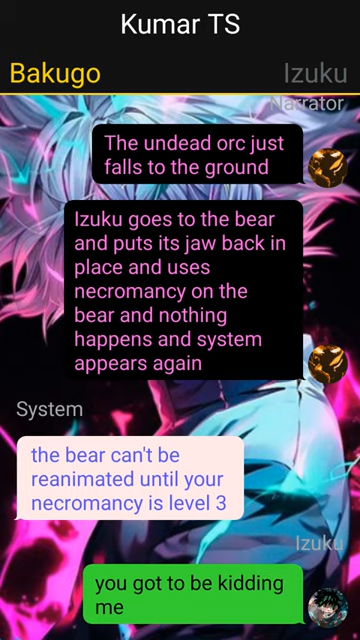 Kumar TS
Bakugo
Izuku
Narrator
The undead orc just
falls to the ground
Izuku goes to the bear
and puts its jaw back in
place and uses
necromancy on the
bear and nothing
happens and system
appears again
System
the bear can't be
reanimated until your
necromancy is level 3
Izuku
you got to be kidding
me